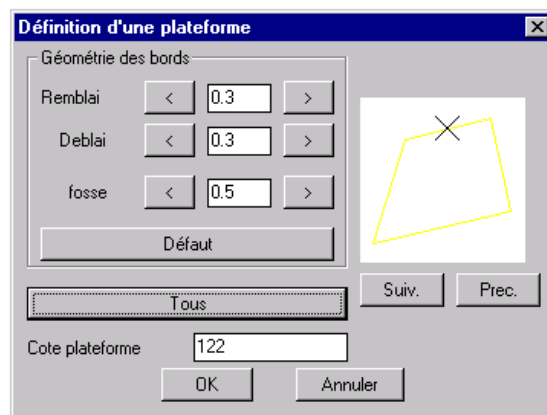 Définition d'une plateforme
Géométrie des bords
Remblai < 0.3 >
Deblai < 0.3 >
fosse < 0.5 >
Défaut
Suiv. Prec.
Tous
Cote plateforme 122
OK Annuler